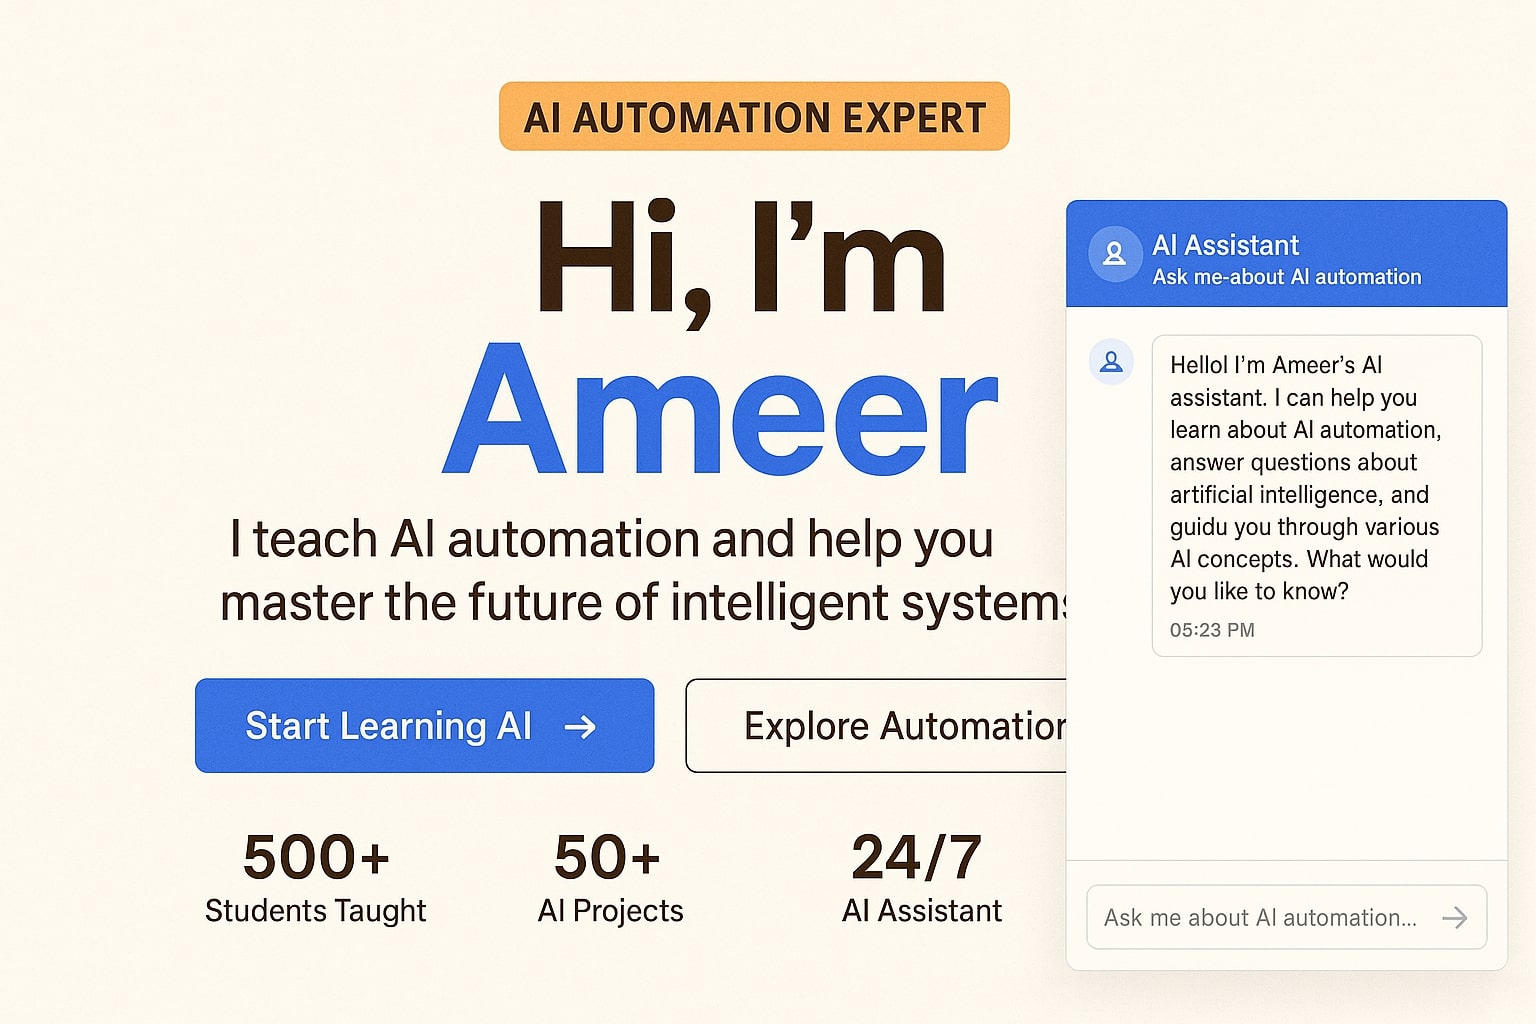 AI AUTOMATION EXPERT
Hi, I’m
Ameer
I teach AI automation and help you
master the future of intelligent systems
Start Learning AI →
Explore Automation
500+
Students Taught
50+
AI Projects
24/7
AI Assistant
AI Assistant
Ask me-about AI automation
Hellol I’m Ameer’s AI
assistant. I can help you
learn about AI automation,
answer questions about
artificial intelligence, and
guidu you through various
AI concepts. What would
you like to know?
05:23 PM
Ask me about AI automation...